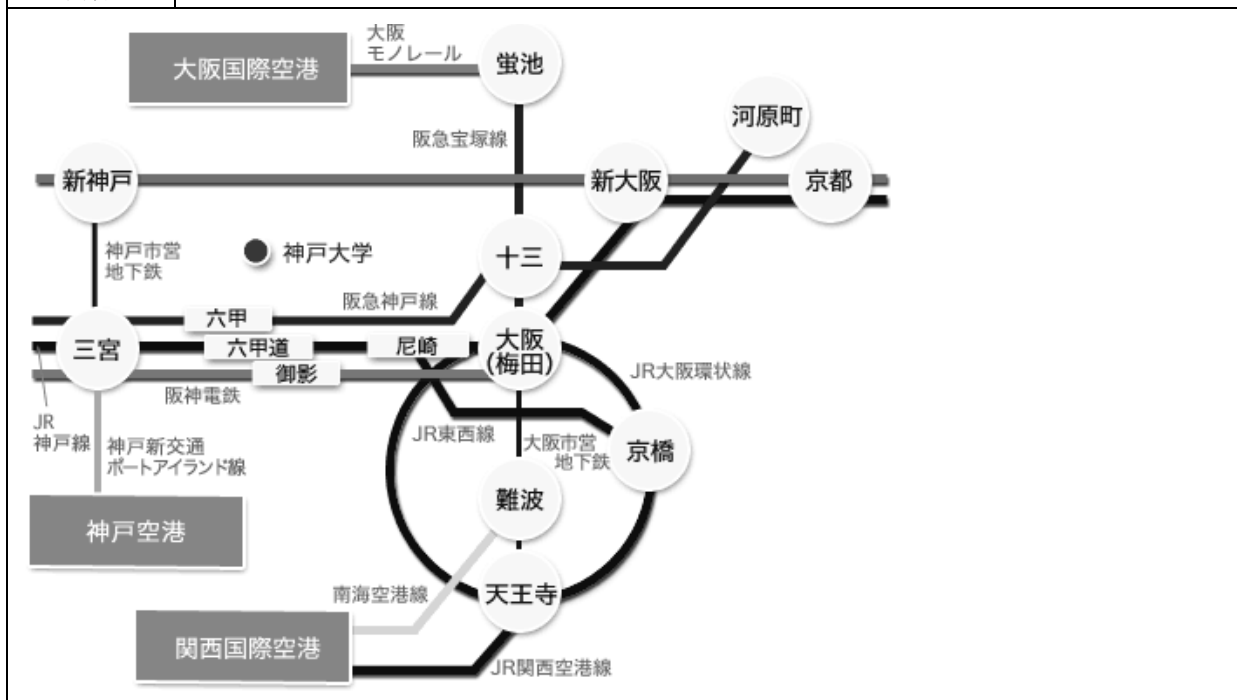 大阪
モノレール
大阪国際空港
蛍池
河原町
阪急宝塚線
新神戸
新大阪
京都
神戸市営
地下鉄
神戸大学
十三
阪急神戸線
六甲
三宮
六甲道
尼崎
大阪
(梅田)
御影
JR大阪環状線
阪神電鉄
JR
神戸線
神戸新交通
ポートアイランド線
JR東西線
大阪市営
地下鉄
京橋
難波
神戸空港
天王寺
南海空港線
関西国際空港
JR関西空港線